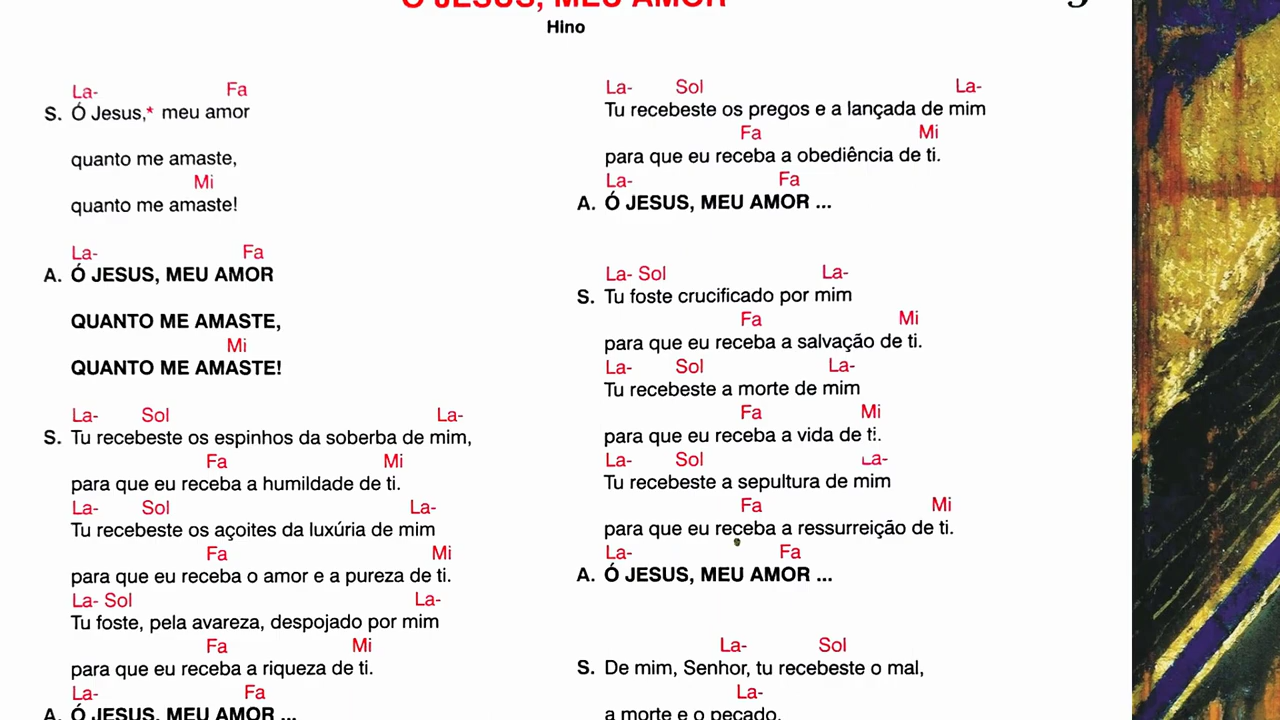 Ó JESUS, MEU AMOR
Hino
La- Fa
S. Ó Jesus,* meu amor
quanto me amaste,
Mi
quanto me amaste!
La- Fa
A. Ó JESUS, MEU AMOR
QUANTO ME AMASTE,
Mi
QUANTO ME AMASTE!
La- Sol La-
S. Tu recebeste os espinhos da soberba de mim,
Fa Mi
para que eu receba a humildade de ti.
La- Sol La-
Tu recebeste os açoites da luxúria de mim
Fa Mi
para que eu receba o amor e a pureza de ti.
La- Sol La-
Tu foste, pela avareza, despojado por mim
Fa Mi
para que eu receba a riqueza de ti.
La- Fa
A. Ó JESUS, MEU AMOR ...
La- Sol La-
Tu recebeste os pregos e a lançada de mim
Fa Mi
para que eu receba a obediência de ti.
La- Fa
A. Ó JESUS, MEU AMOR ...
La- Sol La-
S. Tu foste crucificado por mim
Fa Mi
para que eu receba a salvação de ti.
La- Sol La-
Tu recebeste a morte de mim
Fa Mi
para que eu receba a vida de ti.
La- Sol La-
Tu recebeste a sepultura de mim
Fa Mi
para que eu receba a ressurreição de ti.
La- Fa
A. Ó JESUS, MEU AMOR ...
La- Sol
S. De mim, Senhor, tu recebeste o mal,
La-
a morte e o pecado,